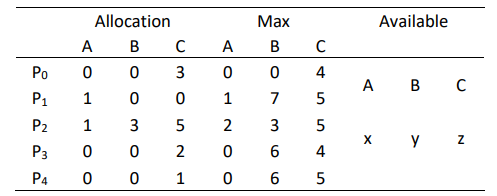 Allocation Max Available
A B C A B C
P0 0 0 3 0 0 4
A B C
P1 1 0 0 1 7 5
P2 1 3 5 2 3 5
x y z
P3 0 0 2 0 6 4
P4 0 0 1 0 6 5